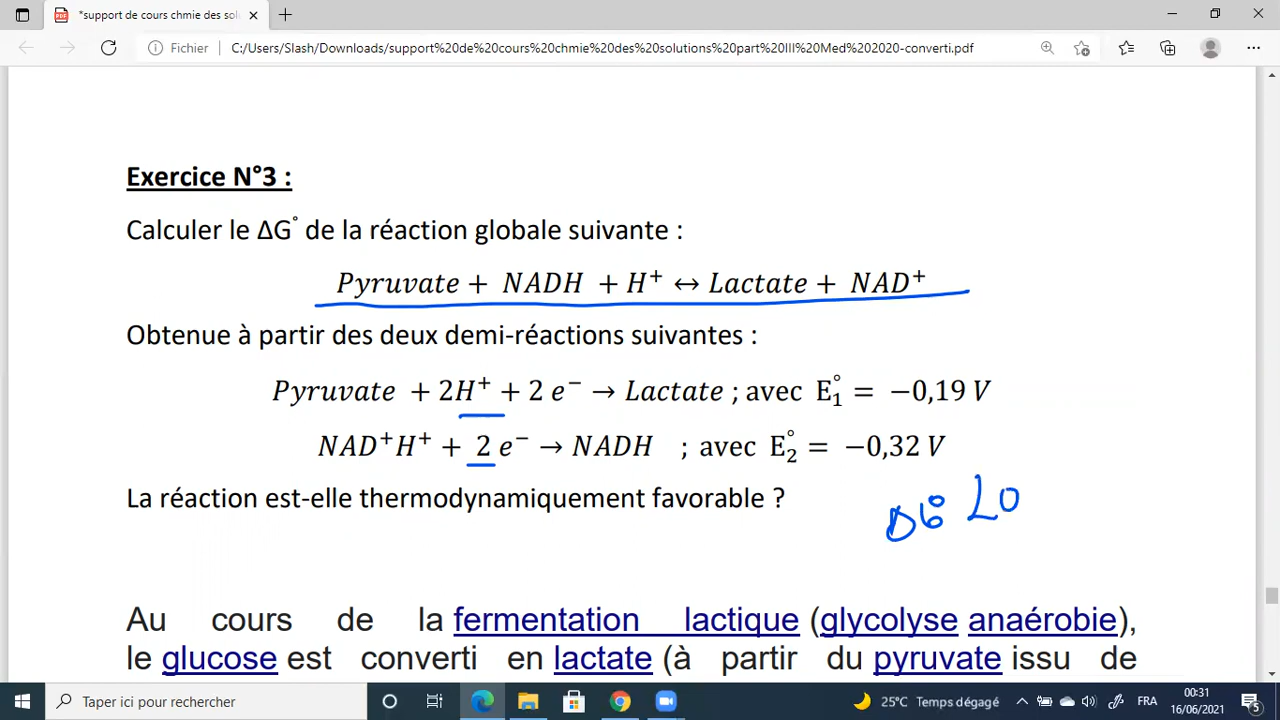 *support de cours chmie des sol
Fichier
C:/Users/Slash/Downloads/support%20de%20cours%20chmie%20des%20solutions%20part%20III%20Med%202020-converti.pdf
Exercice N°3 :
Calculer le ΔG° de la réaction globale suivante :
Pyruvate + NADH + H⁺ ↔ Lactate + NAD⁺
Obtenue à partir des deux demi-réactions suivantes :
Pyruvate + 2H⁺ + 2 e⁻ → Lactate ; avec E₁° = −0,19 V
NAD⁺H⁺ + 2 e⁻ → NADH ; avec E₂° = −0,32 V
La réaction est-elle thermodynamiquement favorable ?
ΔG° < 0
Au cours de la fermentation lactique (glycolyse anaérobie),
le glucose est converti en lactate (à partir du pyruvate issu de
Taper ici pour rechercher
25°C Temps dégagé
FRA
00:31
16/06/2021
5